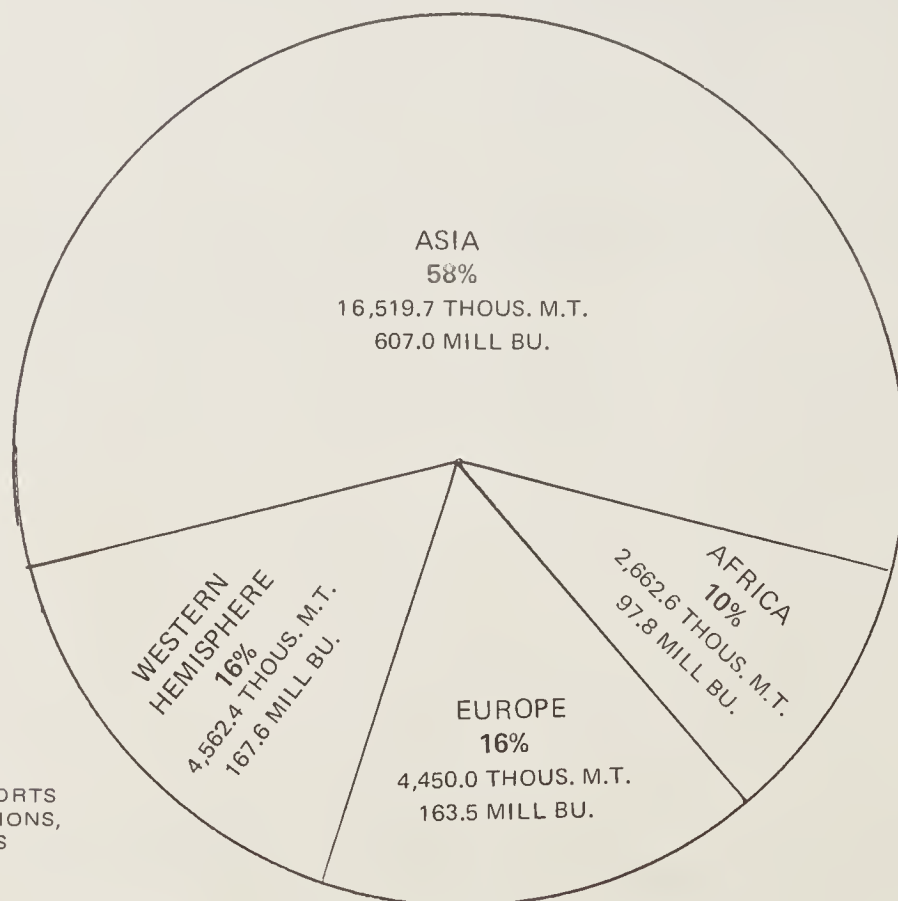 ASIA
58%
16,519.7 THOUS. M.T.
607.0 MILL BU.
WESTERN
HEMISPHERE
16%
4,562.4 THOUS. M.T.
167.6 MILL BU.
EUROPE
16%
4,450.0 THOUS. M.T.
163.5 MILL BU.
AFRICA
10%
2,662.6 THOUS. M.T.
97.8 MILL BU.